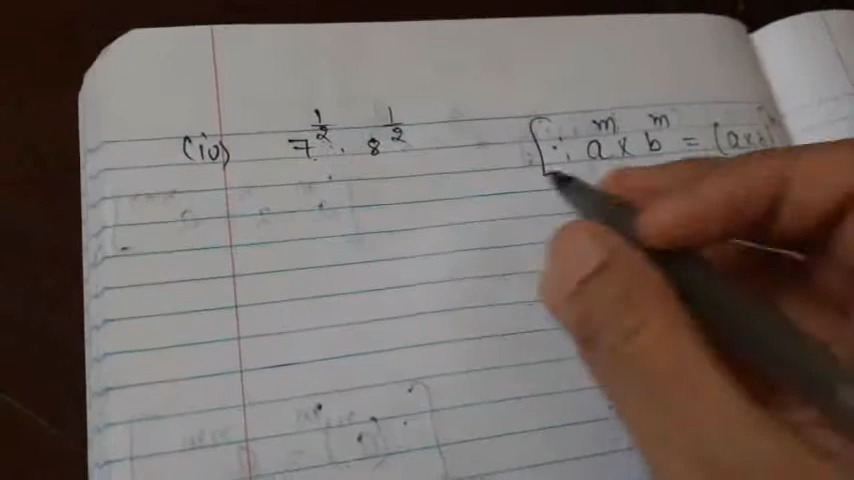 (iv) 7^{1/2} · 8^{1/2} [∵ a^m × b^m = (a×b)